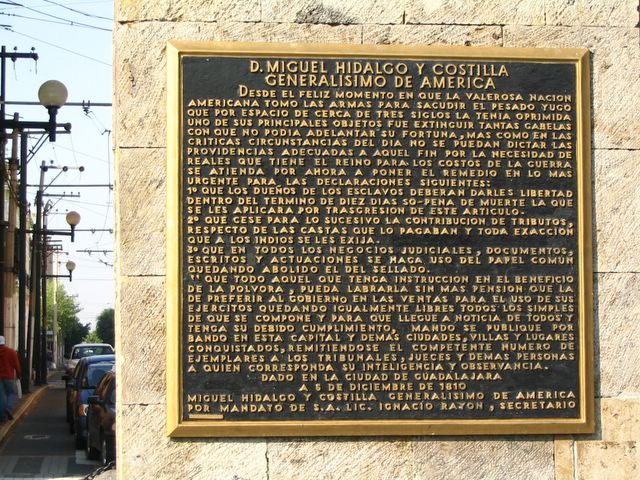 D. MIGUEL HIDALGO Y COSTILLA
GENERALISIMO DE AMERICA
DESDE EL FELIZ MOMENTO EN QUE LA VALEROSA NACION
AMERICANA TOMO LAS ARMAS PARA SACUDIR EL PESADO YUGO
QUE POR ESPACIO DE CERCA DE TRES SIGLOS LA TENIA OPRIMIDA
UNO DE SUS PRINCIPALES OBJETOS FUE EXTINGUIR TANTAS GABELAS
CON QUE NO PODIA ADELANTAR SU FORTUNA, MAS COMO EN LAS
CRITICAS CIRCUNSTANCIAS DEL DIA NO SE PUEDAN DICTAR LAS
PROVIDENCIAS ADECUADAS A AQUEL FIN POR LA NECESIDAD DE
REALES QUE TIENE EL REINO PARA LOS COSTOS DE LA GUERRA
SE ATIENDA POR AHORA A PONER EL REMEDIO EN LO MAS
URGENTE PARA LAS DECLARACIONES SIGUIENTES:
1ª QUE LOS DUEÑOS DE LOS ESCLAVOS DEBERAN DARLES LIBERTAD
DENTRO DEL TERMINO DE DIEZ DIAS SO-PENA DE MUERTE LA QUE
SE LES APLICARA POR TRASGRESION DE ESTE ARTICULO.
2ª QUE CESE PARA LO SUCESIVO LA CONTRIBUCION DE TRIBUTOS,
RESPECTO DE LAS CASTAS QUE LO PAGABAN Y TODA EXACCION
QUE A LOS INDIOS SE LES EXIJA.
3ª QUE EN TODOS LOS NEGOCIOS JUDICIALES, DOCUMENTOS,
ESCRITOS Y ACTUACIONES SE HAGA USO DEL PAPEL COMUN
QUEDANDO ABOLIDO EL DEL SELLADO.
QUE TODO AQUEL QUE TENGA INSTRUCCION EN EL BENEFICIO
DE LA POLVORA, PUEDA LABRARLA SIN MAS PENSION QUE LA
DE PREFERIR AL GOBIERNO EN LAS VENTAS PARA EL USO DE SUS
EJERCITOS QUEDANDO IGUALMENTE LIBRES TODOS LOS SIMPLES
DE QUE SE COMPONE Y PARA QUE LLEGUE A NOTICIA DE TODOS Y
TENGA SU DEBIDO CUMPLIMIENTO, MANDO SE PUBLIQUE POR
BANDO EN ESTA CAPITAL Y DEMAS CIUDADES, VILLAS Y LUGARES
CONQUISTADOS, REMITIENDOSE EL COMPETENTE NUMERO DE
EJEMPLARES A LOS TRIBUNALES, JUECES Y DEMAS PERSONAS
A QUIEN CORRESPONDA SU INTELIGENCIA Y OBSERVANCIA.
DADO EN LA CIUDAD DE GUADALAJARA
A 5 DE DICIEMBRE DE 1810
MIGUEL HIDALGO Y COSTILLA GENERALISIMO DE AMERICA
POR MANDATO DE S.A. LIC. IGNACIO RAYON, SECRETARIO